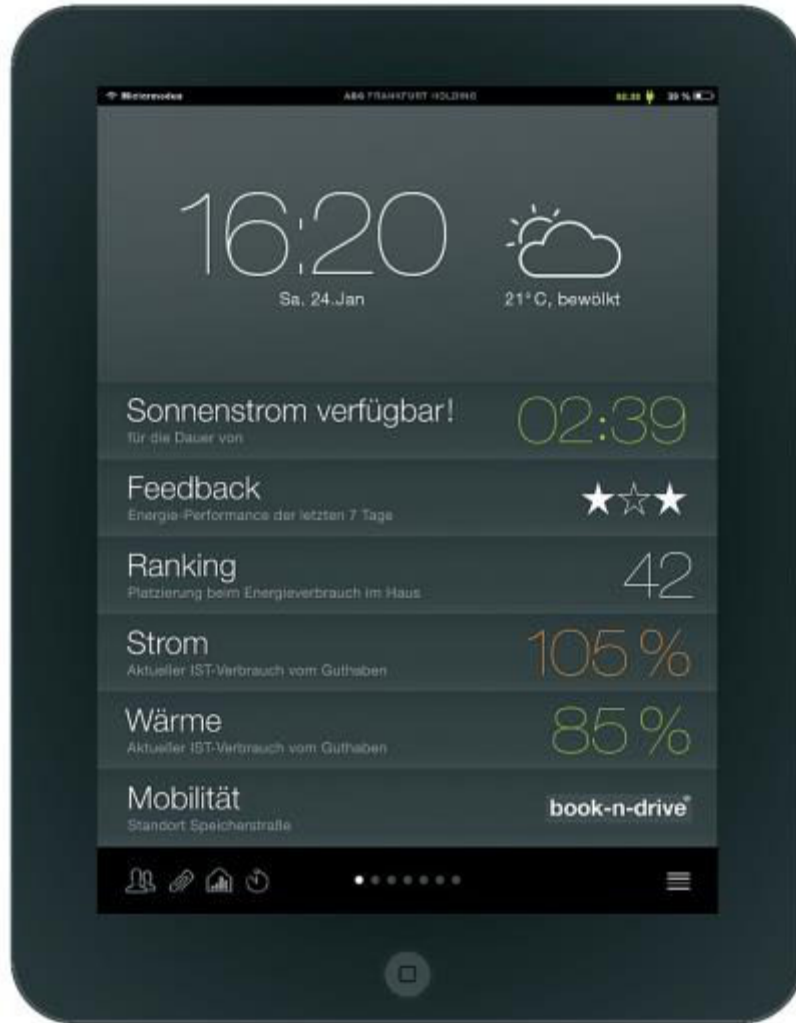 Mietermodus ABG FRANKFURT HOLDING 39 %
16:20
Sa. 24.Jan
21°C, bewölkt
Sonnenstrom verfügbar!
für die Dauer von
02:39
Feedback
Energie-Performance der letzten 7 Tage
Ranking
Platzierung beim Energieverbrauch im Haus
42
Strom
Aktueller IST-Verbrauch vom Guthaben
105 %
Wärme
Aktueller IST-Verbrauch vom Guthaben
85 %
Mobilität
Standort Speicherstraße
book-n-drive